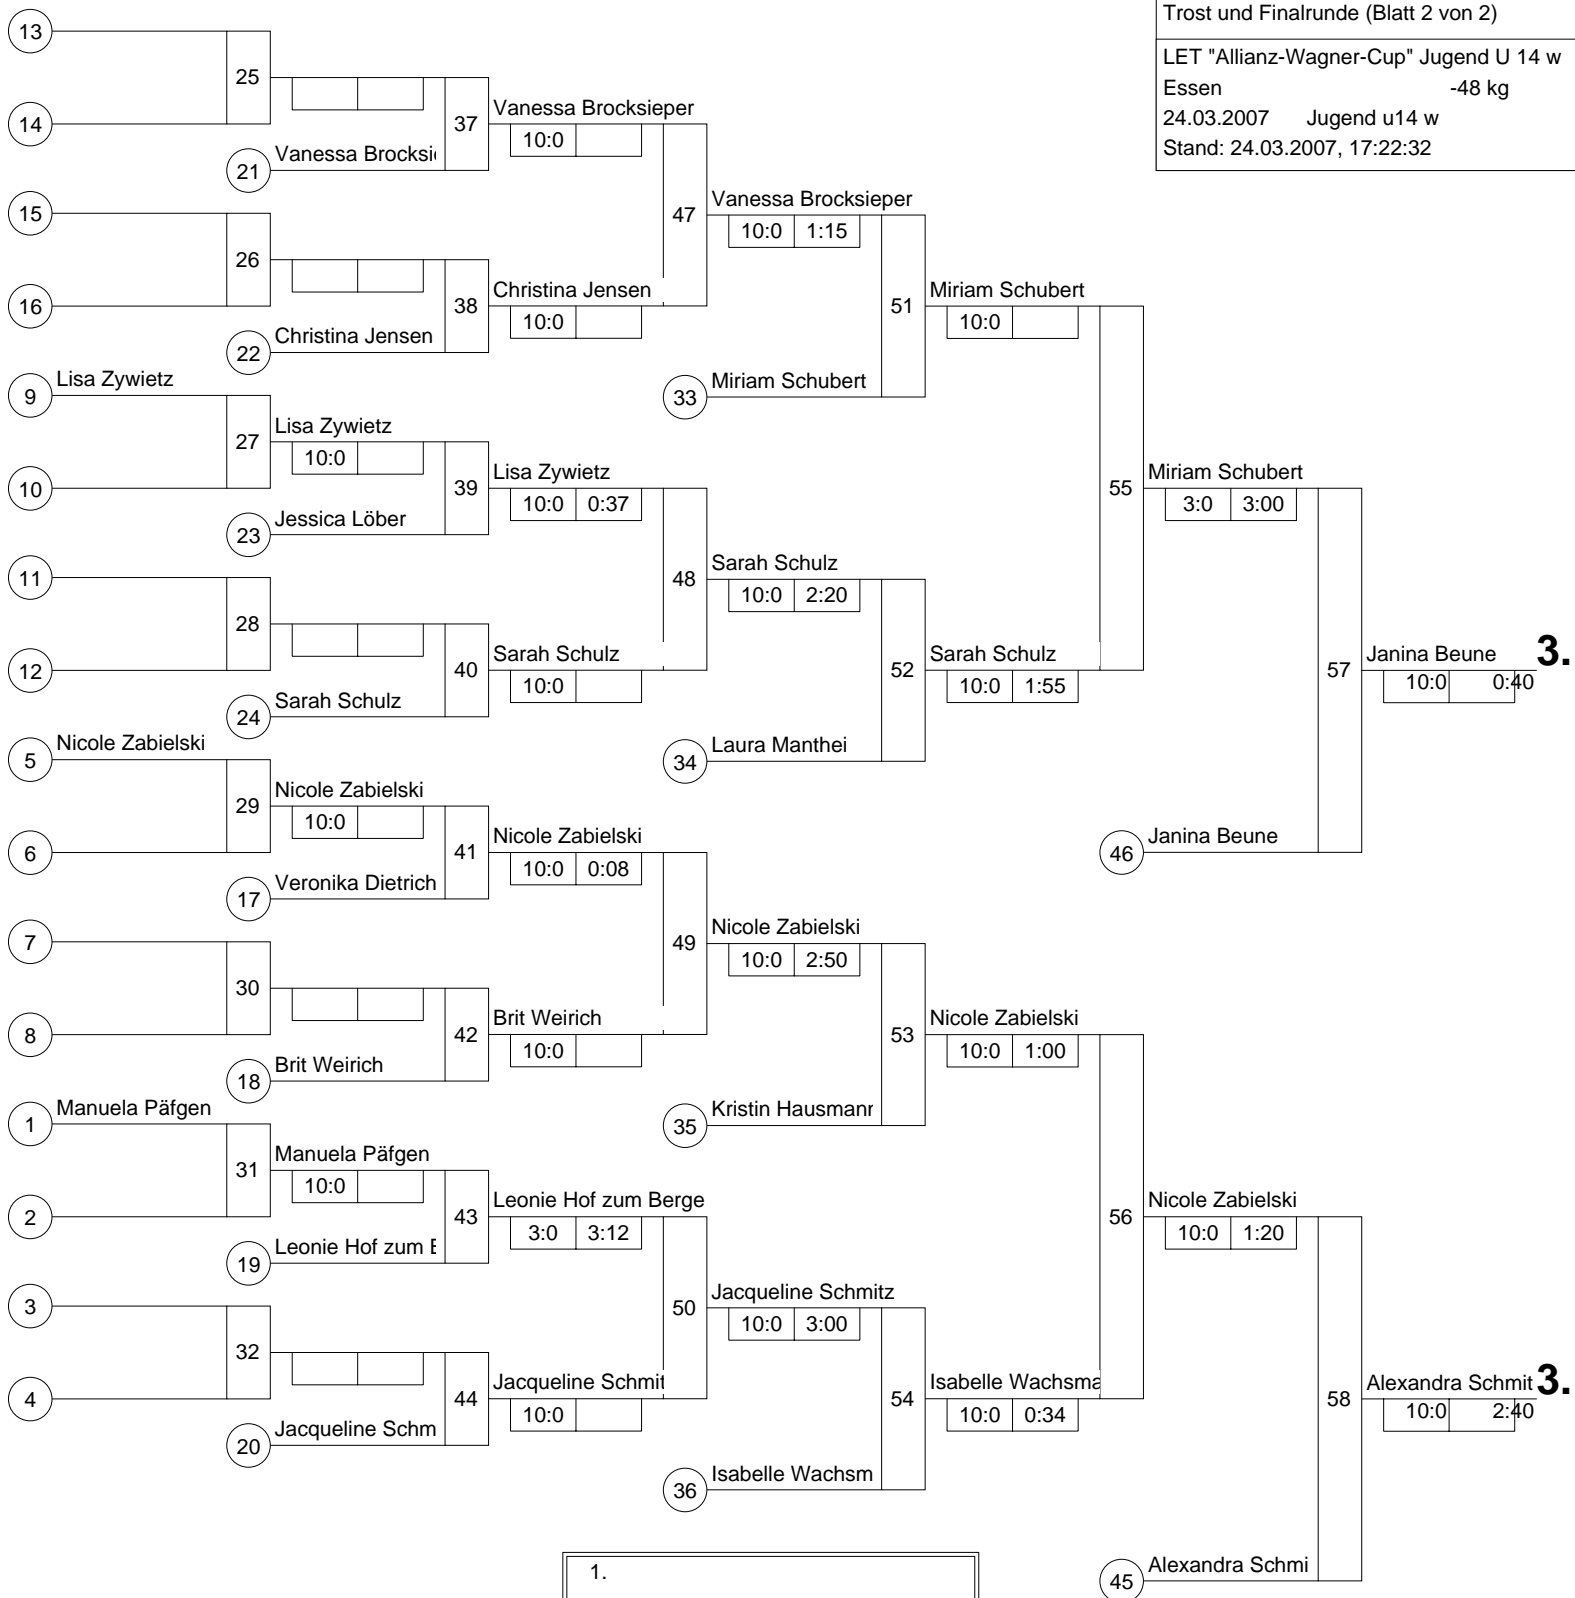 Trost und Finalrunde (Blatt 2 von 2)
LET "Allianz-Wagner-Cup" Jugend U 14 w
Essen -48 kg
24.03.2007 Jugend u14 w
Stand: 24.03.2007, 17:22:32
13
25
14
37
Vanessa Brocksieper
10:0
21 Vanessa Brocksi
15
47
Vanessa Brocksieper
10:0 1:15
26
16
38
Christina Jensen
10:0
22 Christina Jensen
51
Miriam Schubert
10:0
33 Miriam Schubert
9 Lisa Zywietz
27
Lisa Zywietz
10:0
10
39
Lisa Zywietz
10:0 0:37
23 Jessica Löber
55
Miriam Schubert
3:0 3:00
11
48
Sarah Schulz
10:0 2:20
28
12
40
Sarah Schulz
10:0
24 Sarah Schulz
52
Sarah Schulz
10:0 1:55
34 Laura Manthei
57
Janina Beune 3.
10:0 0:40
5 Nicole Zabielski
29
Nicole Zabielski
10:0
6
41
Nicole Zabielski
10:0 0:08
17 Veronika Dietrich
46 Janina Beune
7
49
Nicole Zabielski
10:0 2:50
30
8
42
Brit Weirich
10:0
18 Brit Weirich
53
Nicole Zabielski
10:0 1:00
35 Kristin Hausmann
1 Manuela Päfgen
31
Manuela Päfgen
10:0
2
43
Leonie Hof zum Berge
3:0 3:12
19 Leonie Hof zum B
56
Nicole Zabielski
10:0 1:20
3
50
Jacqueline Schmitz
10:0 3:00
32
4
44
Jacqueline Schmit
10:0
20 Jacqueline Schm
54
Isabelle Wachsma
10:0 0:34
36 Isabelle Wachsm
58
Alexandra Schmit 3.
10:0 2:40
45 Alexandra Schmi
1.